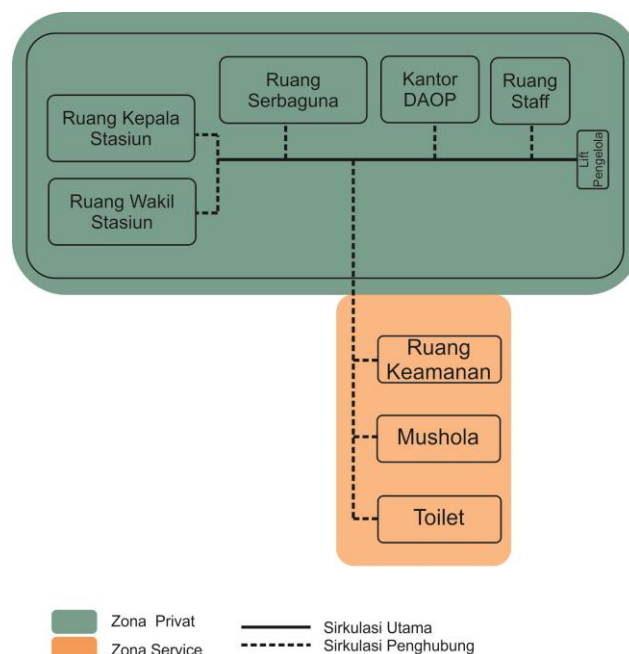 Ruang
Serbaguna
Kantor
DAOP
Ruang
Staff
Ruang Kepala
Stasiun
Lift
Pengelola
Ruang Wakil
Stasiun
Ruang
Keamanan
Mushola
Toilet
Zona Privat
Sirkulasi Utama
Sirkulasi Penghubung
Zona Service